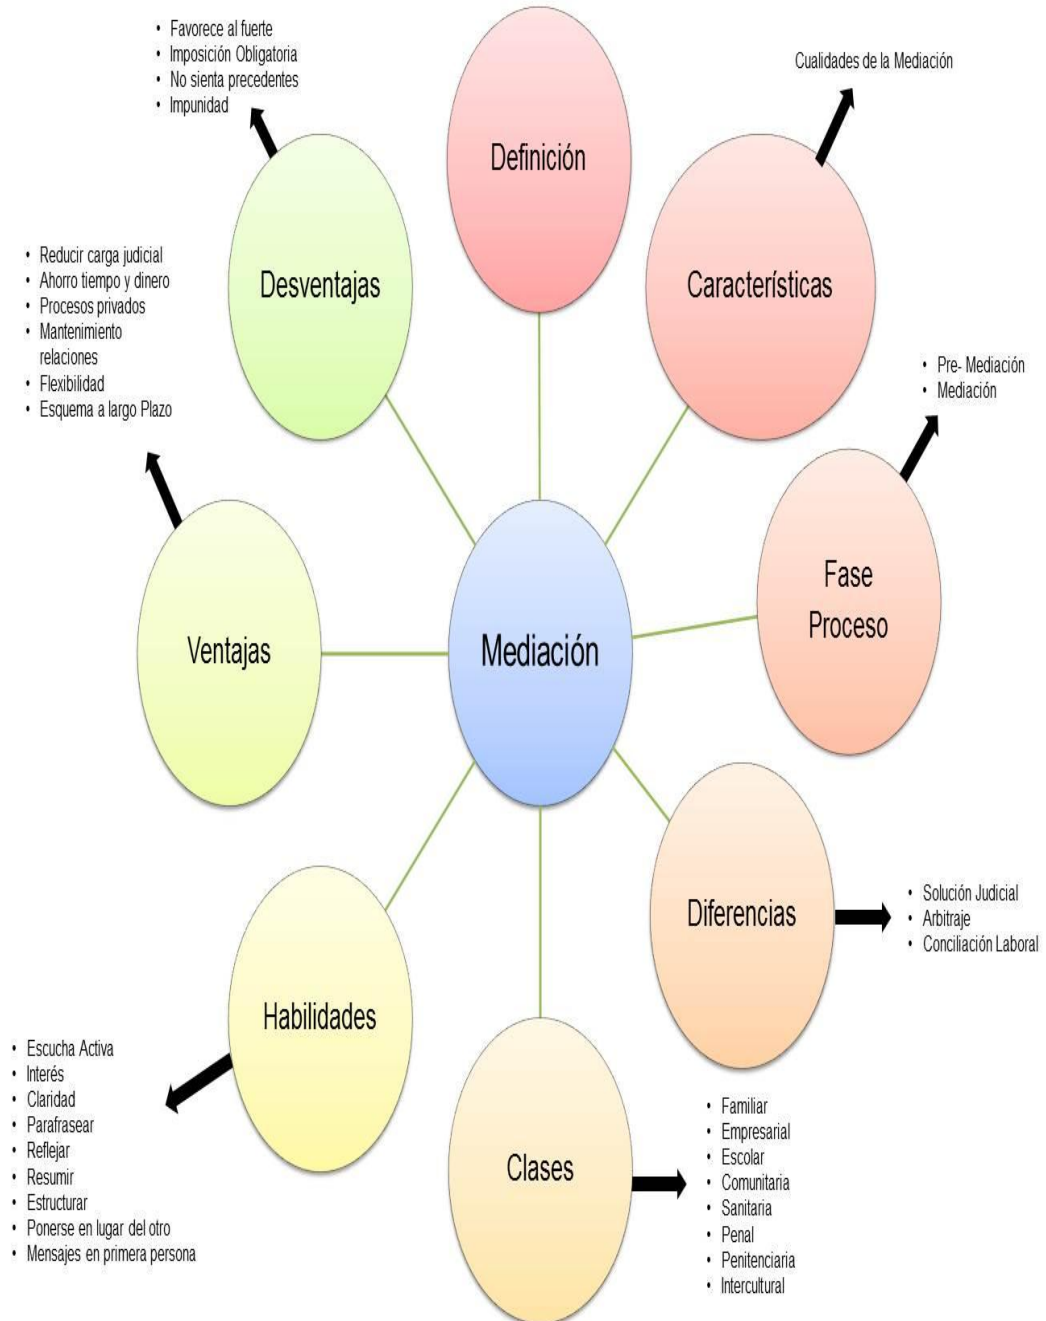 • Favorece al fuerte
• Imposición Obligatoria
• No sienta precedentes
• Impunidad
Cualidades de la Mediación
Definición
Características
Desventajas
• Reducir carga judicial
• Ahorro tiempo y dinero
• Procesos privados
• Mantenimiento
relaciones
• Flexibilidad
• Esquema a largo Plazo
• Pre- Mediación
• Mediación
Fase
Proceso
Ventajas
Mediación
Diferencias
• Solución Judicial
• Arbitraje
• Conciliación Laboral
Habilidades
• Escucha Activa
• Interés
• Claridad
• Parafrasear
• Reflejar
• Resumir
• Estructurar
• Ponerse en lugar del otro
• Mensajes en primera persona
Clases
• Familiar
• Empresarial
• Escolar
• Comunitaria
• Sanitaria
• Penal
• Penitenciaria
• Intercultural